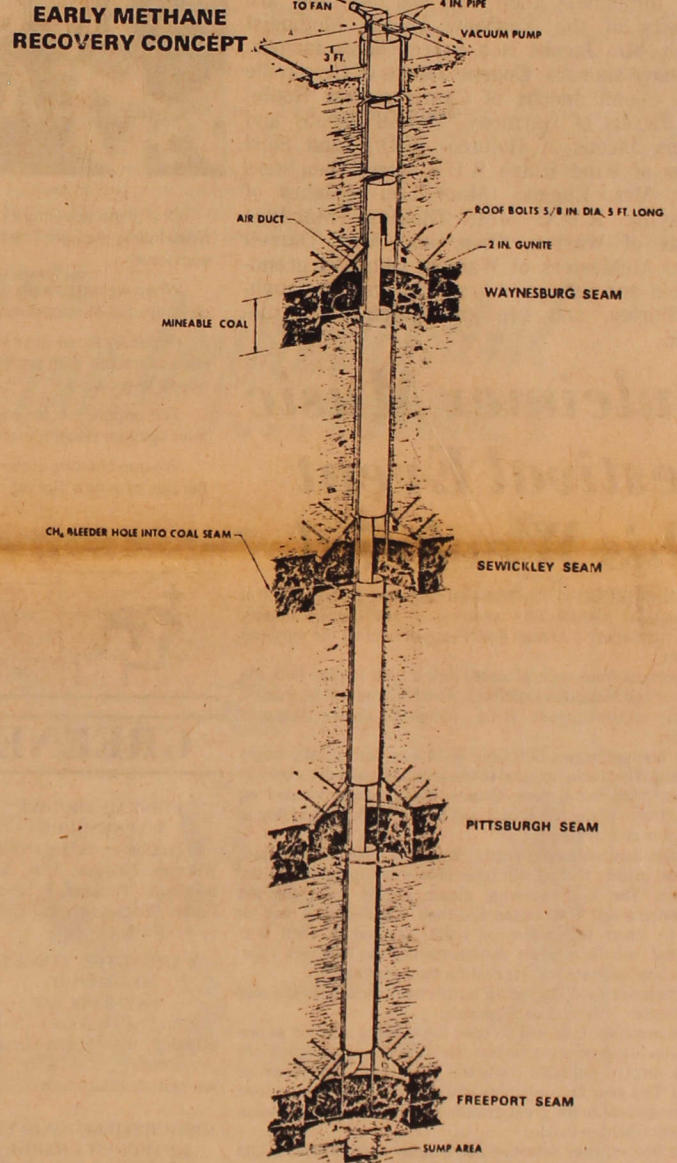 EARLY METHANE
RECOVERY CONCEPT
TO FAN
4 IN. PIPE
VACUUM PUMP
3 FT.
AIR DUCT
ROOF BOLTS 5/8 IN. DIA, 5 FT. LONG
2 IN. GUNITE
WAYNESBURG SEAM
MINEABLE COAL
CH₄ BLEEDER HOLE INTO COAL SEAM
SEWICKLEY SEAM
PITTSBURGH SEAM
FREEPORT SEAM
SUMP AREA